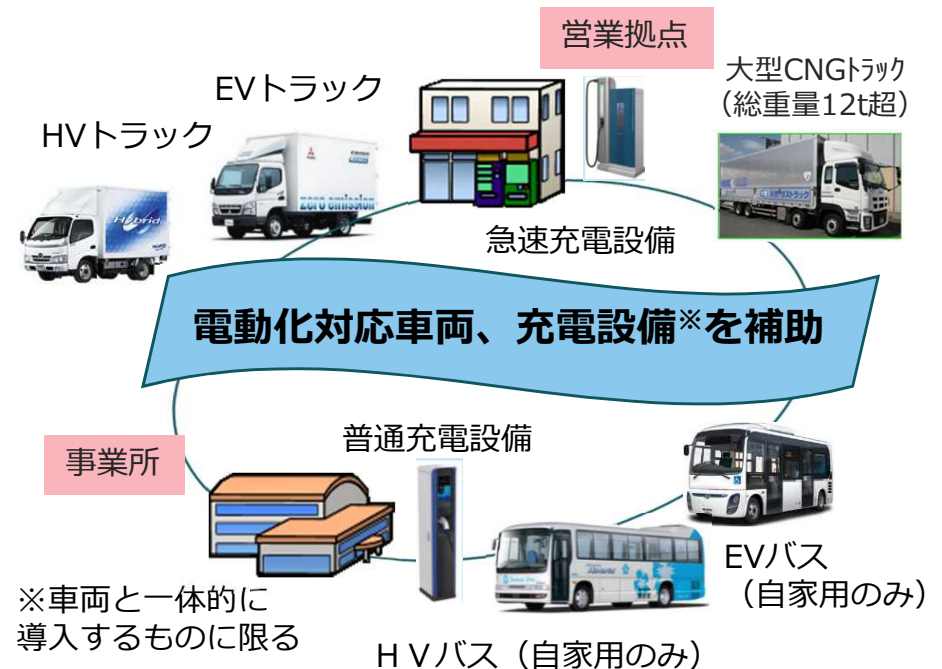 営業拠点
大型CNGﾄﾗｯｸ
（総重量12t超）
EVトラック
HVトラック
Hybrid
zero emission
急速充電設備
電動化対応車両、充電設備※を補助
普通充電設備
事業所
EVバス
（自家用のみ）
※車両と一体的に
導入するものに限る
ＨＶバス（自家用のみ）